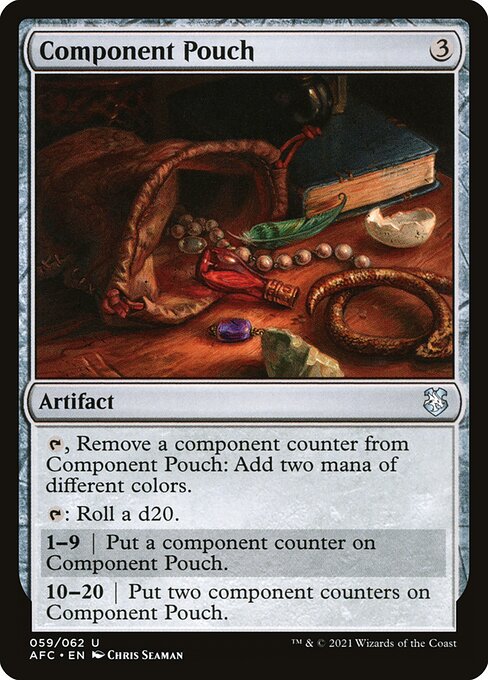 Component Pouch 3
Artifact
, Remove a component counter from
Component Pouch: Add two mana of
different colors.
: Roll a d20.
1–9 | Put a component counter on
Component Pouch.
10–20 | Put two component counters on
Component Pouch.
059/062 U
™ & © 2021 Wizards of the Coast
AFC • EN Chris Seaman